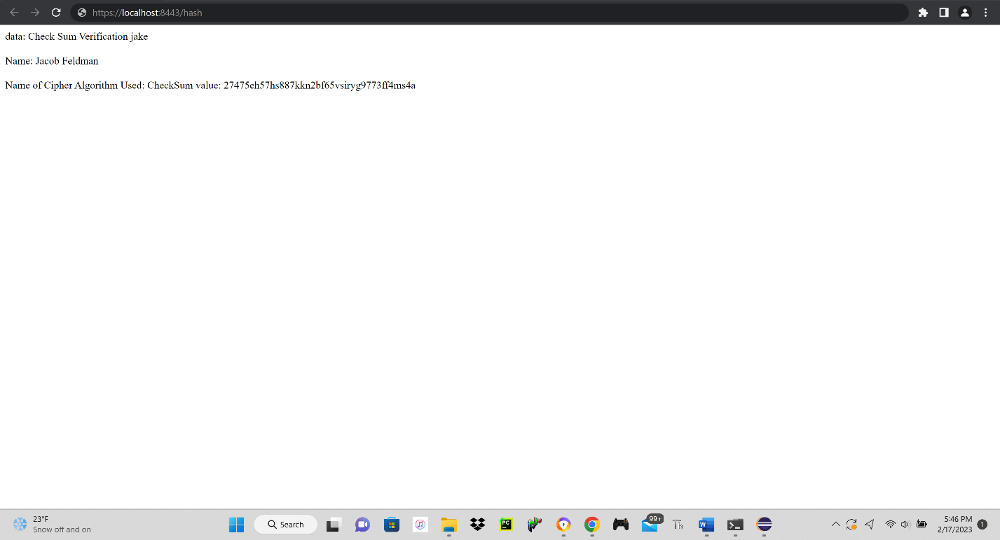 https://localhost:8443/hash
data: Check Sum Verification jake
Name: Jacob Feldman
Name of Cipher Algorithm Used: CheckSum value: 27475eh57hs887kkn2bf65vsiryg9773ff4ms4a
23°F
Snow off and on
Search
PC
99+
W
5:46 PM
2/17/2023
1